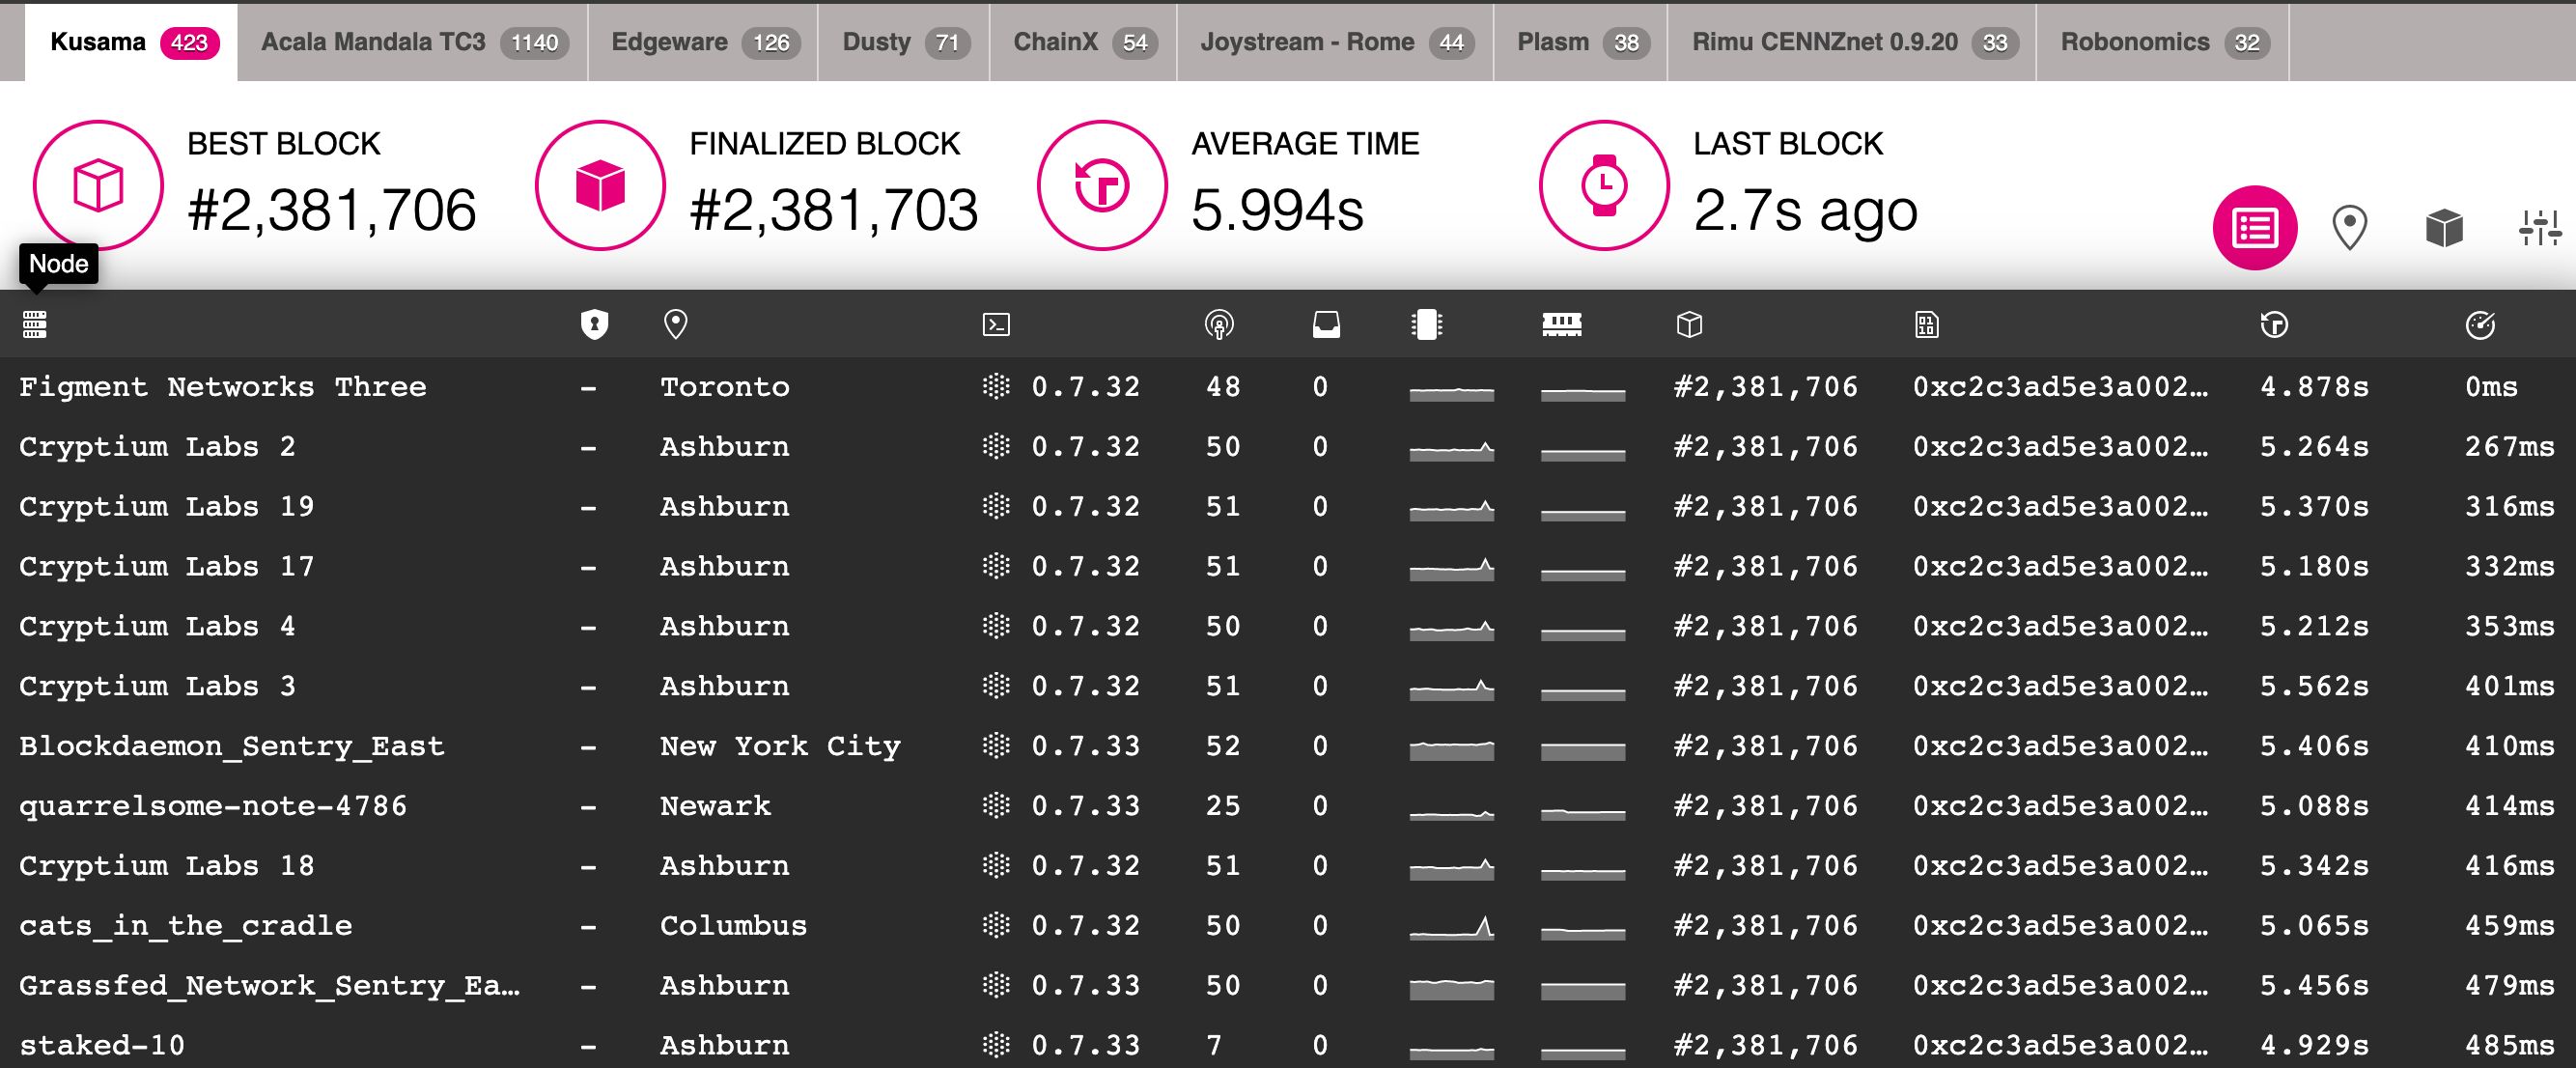 Kusama 423 Acala Mandala TC3 1140 Edgeware 126 Dusty 71 ChainX 54 Joystream - Rome 44 Plasm 38 Rimu CENNZnet 0.9.20 33 Robonomics 32
BEST BLOCK FINALIZED BLOCK AVERAGE TIME LAST BLOCK
#2,381,706 #2,381,703 5.994s 2.7s ago
Node
Figment Networks Three – Toronto 0.7.32 48 0 #2,381,706 0xc2c3ad5e3a002… 4.878s 0ms
Cryptium Labs 2 – Ashburn 0.7.32 50 0 #2,381,706 0xc2c3ad5e3a002… 5.264s 267ms
Cryptium Labs 19 – Ashburn 0.7.32 51 0 #2,381,706 0xc2c3ad5e3a002… 5.370s 316ms
Cryptium Labs 17 – Ashburn 0.7.32 51 0 #2,381,706 0xc2c3ad5e3a002… 5.180s 332ms
Cryptium Labs 4 – Ashburn 0.7.32 50 0 #2,381,706 0xc2c3ad5e3a002… 5.212s 353ms
Cryptium Labs 3 – Ashburn 0.7.32 51 0 #2,381,706 0xc2c3ad5e3a002… 5.562s 401ms
Blockdaemon_Sentry_East – New York City 0.7.33 52 0 #2,381,706 0xc2c3ad5e3a002… 5.406s 410ms
quarrelsome-note-4786 – Newark 0.7.33 25 0 #2,381,706 0xc2c3ad5e3a002… 5.088s 414ms
Cryptium Labs 18 – Ashburn 0.7.32 51 0 #2,381,706 0xc2c3ad5e3a002… 5.342s 416ms
cats_in_the_cradle – Columbus 0.7.32 50 0 #2,381,706 0xc2c3ad5e3a002… 5.065s 459ms
Grassfed_Network_Sentry_Ea… – Ashburn 0.7.33 50 0 #2,381,706 0xc2c3ad5e3a002… 5.456s 479ms
staked-10 – Ashburn 0.7.33 7 0 #2,381,706 0xc2c3ad5e3a002… 4.929s 485ms